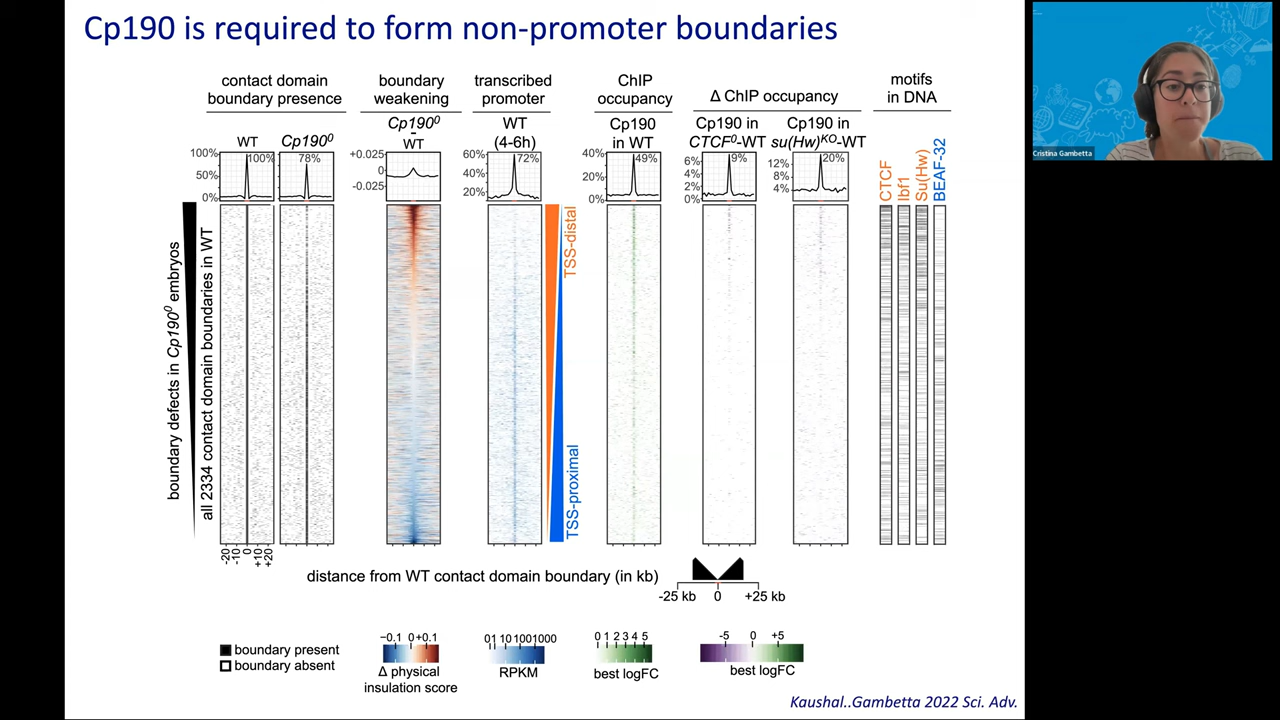 Cp190 is required to form non-promoter boundaries
contact domain
boundary presence
boundary
weakening
transcribed
promoter
ChIP
occupancy
Δ ChIP occupancy
motifs
in DNA
WT
Cp190⁰
Cp190⁰
-
WT
WT
(4-6h)
Cp190
in WT
Cp190 in
CTCF⁰-WT
Cp190 in
su(Hw)ᴷᴼ-WT
CTCF
Ibf1
Su(Hw)
BEAF-32
100%
50%
0%
100%
78%
+0.025
0
-0.025
60%
40%
20%
72%
40%
20%
0%
49%
6%
4%
2%
0%
9%
12%
8%
4%
20%
boundary defects in Cp190⁰ embryos
all 2334 contact domain boundaries in WT
TSS-distal
TSS-proximal
-20
-10
0
+10
+20
distance from WT contact domain boundary (in kb)
-25 kb 0 +25 kb
boundary present
boundary absent
−0.1 0 +0.1
Δ physical
insulation score
01 10 100 1000
RPKM
0 1 2 3 4 5
best logFC
-5 0 +5
best logFC
Kaushal..Gambetta 2022 Sci. Adv.
Cristina Gambetta